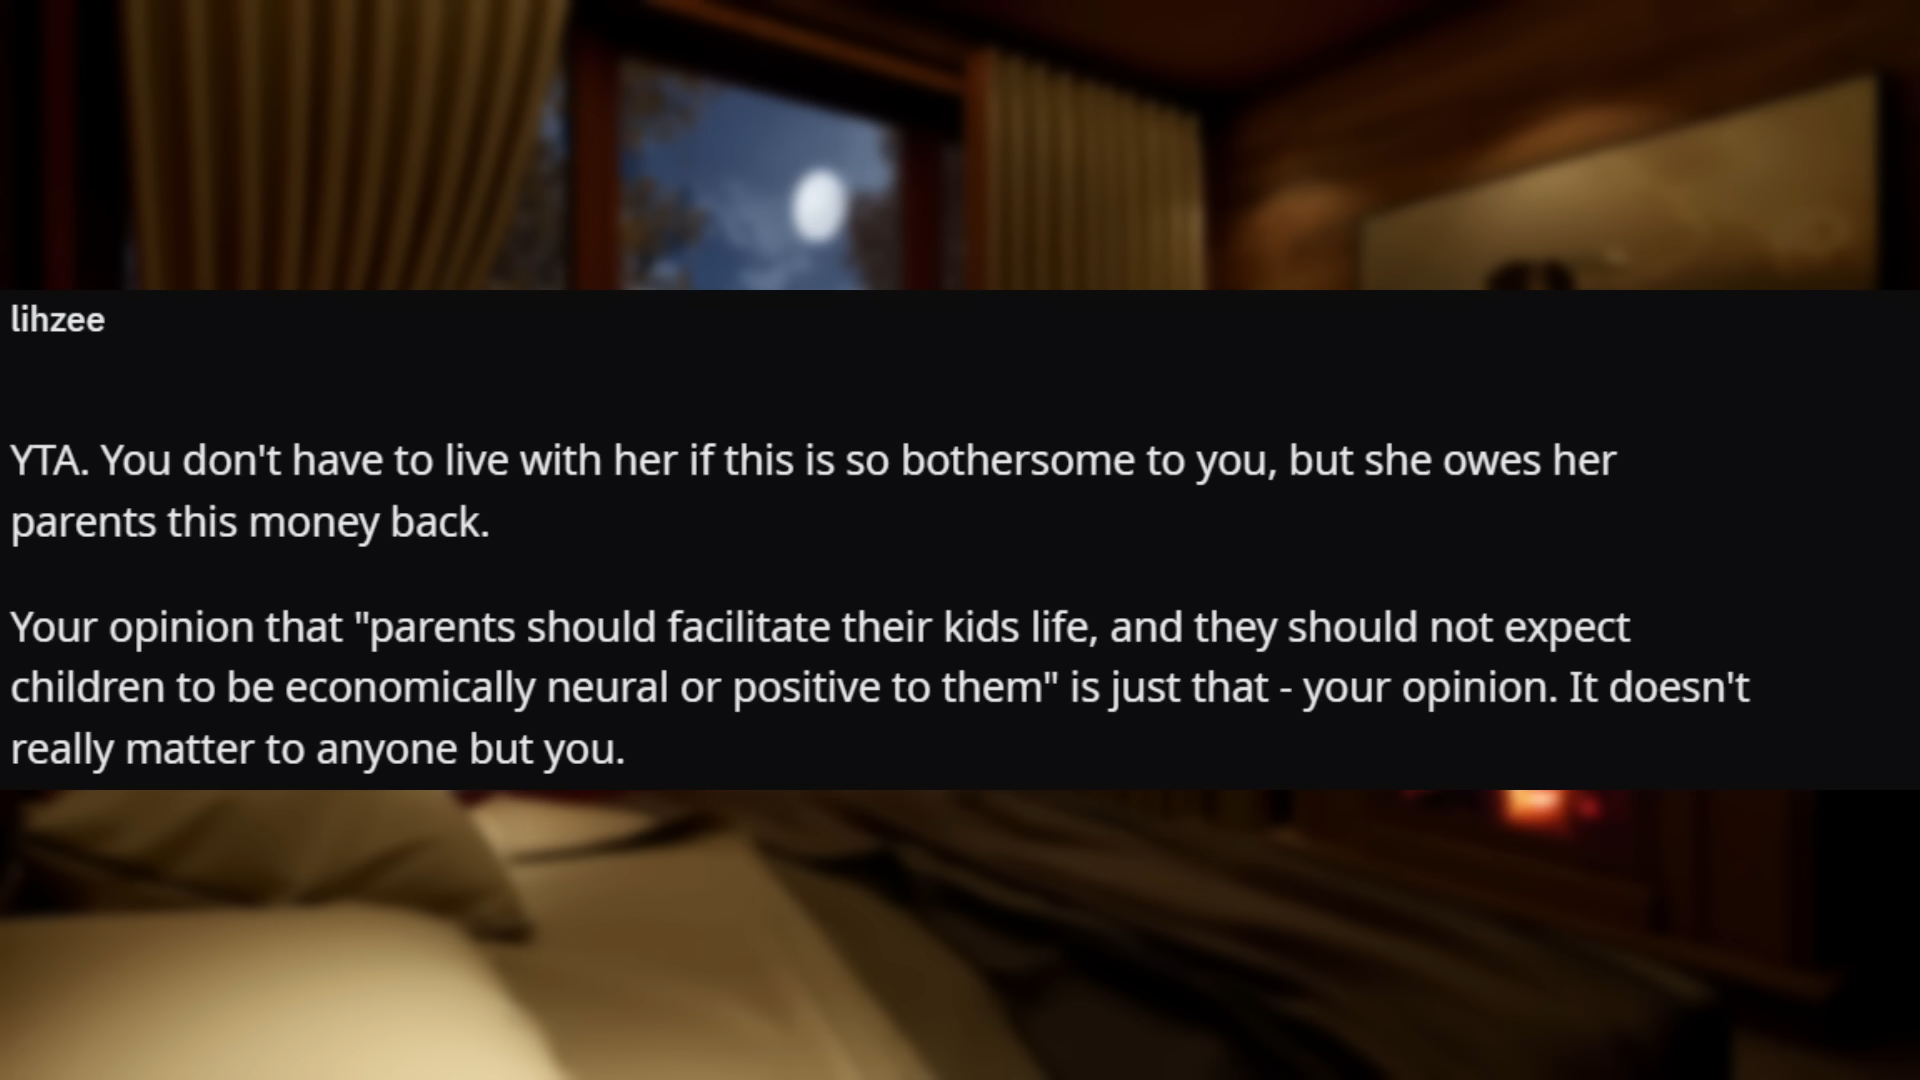 lihzee
YTA. You don't have to live with her if this is so bothersome to you, but she owes her
parents this money back.
Your opinion that "parents should facilitate their kids life, and they should not expect
children to be economically neural or positive to them" is just that - your opinion. It doesn't
really matter to anyone but you.